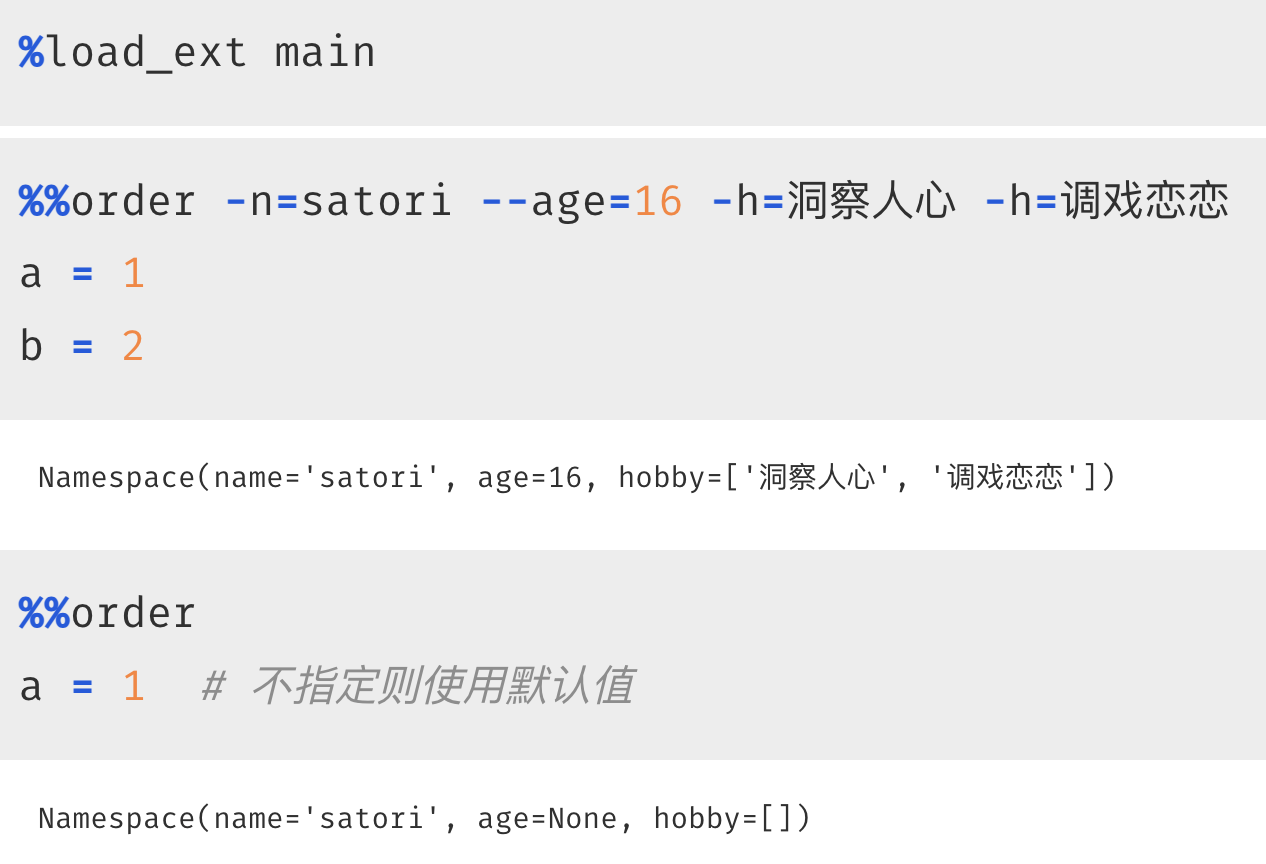 %load_ext main
%%order -n=satori --age=16 -h=洞察人心 -h=调戏恋恋
a = 1
b = 2
Namespace(name='satori', age=16, hobby=['洞察人心', '调戏恋恋'])
%%order
a = 1  # 不指定则使用默认值
Namespace(name='satori', age=None, hobby=[])